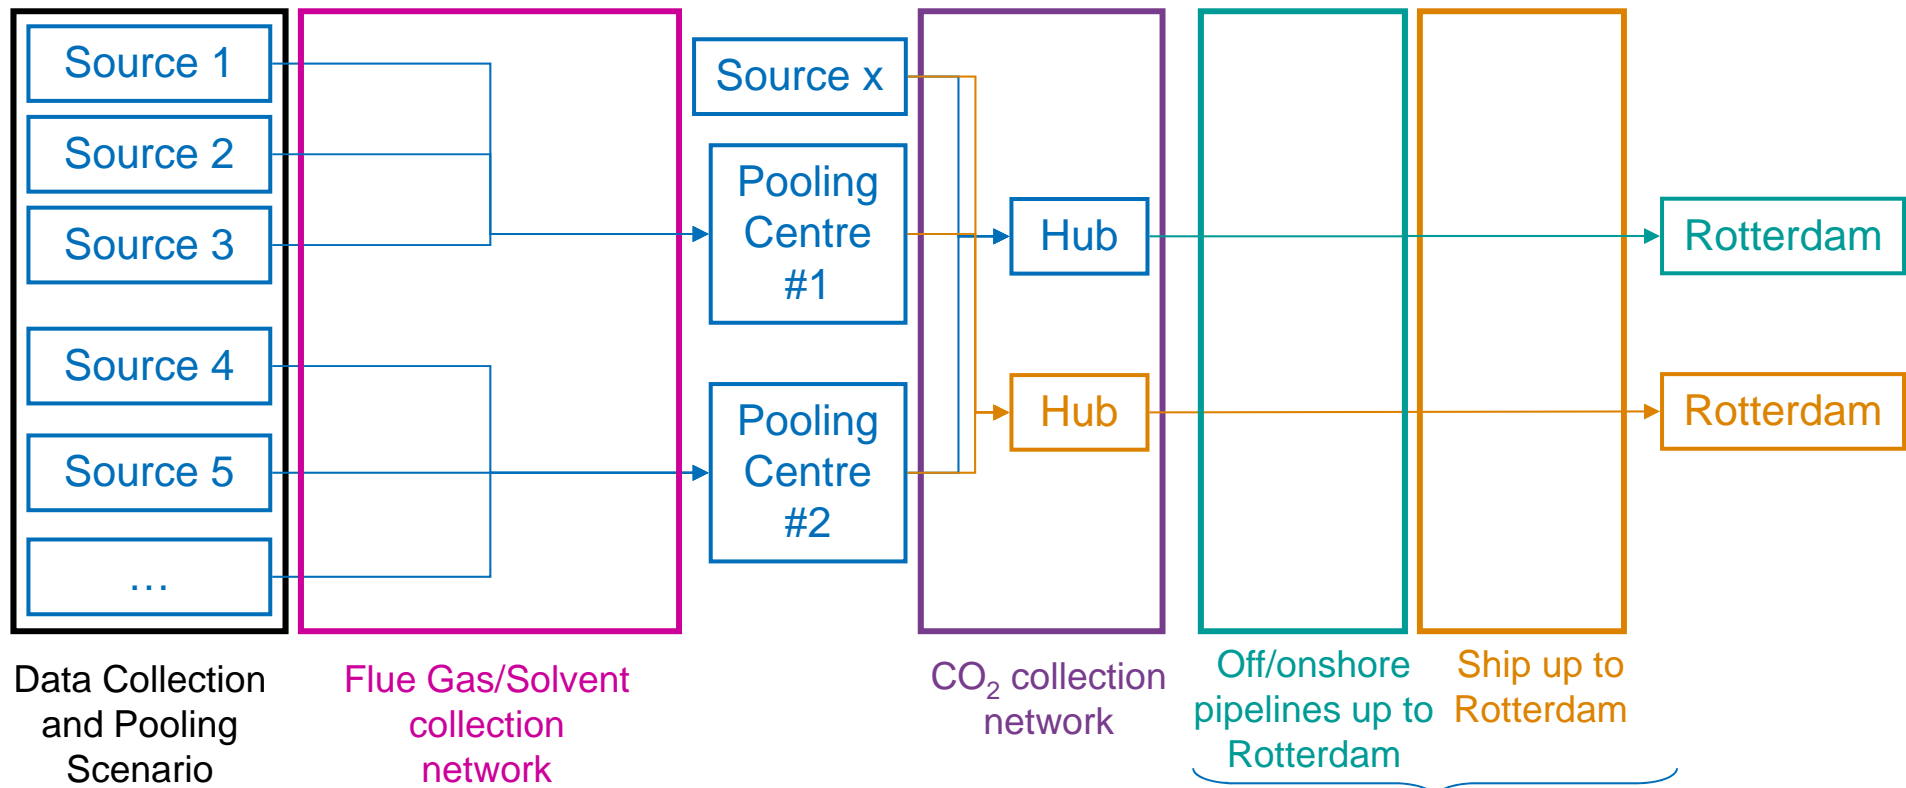 Source 1
Source 2
Source 3
Source 4
Source 5
…
Source x
Pooling
Centre
#1
Pooling
Centre
#2
Hub
Hub
Rotterdam
Rotterdam
Data Collection
and Pooling
Scenario
Flue Gas/Solvent
collection
network
CO₂ collection
network
Off/onshore
pipelines up to
Rotterdam
Ship up to
Rotterdam